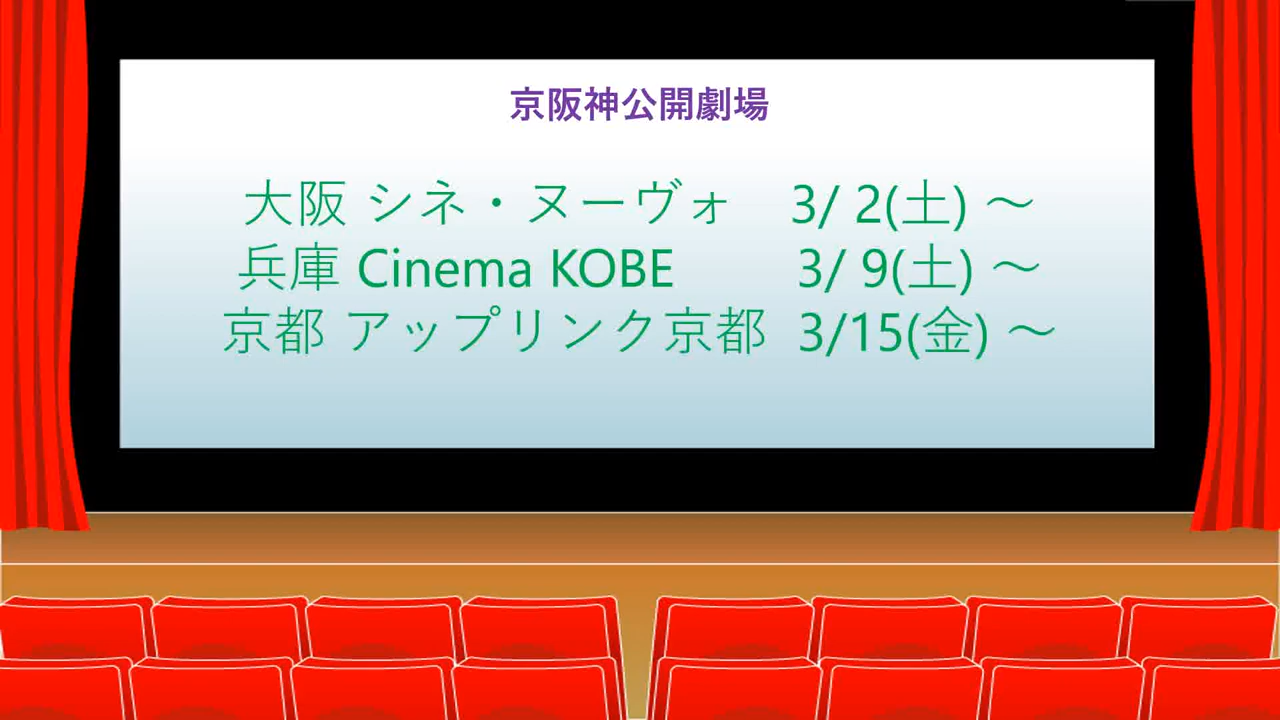 京阪神公開劇場
大阪 シネ・ヌーヴォ 3/ 2(土) ～
兵庫 Cinema KOBE 3/ 9(土) ～
京都 アップリンク京都 3/15(金) ～